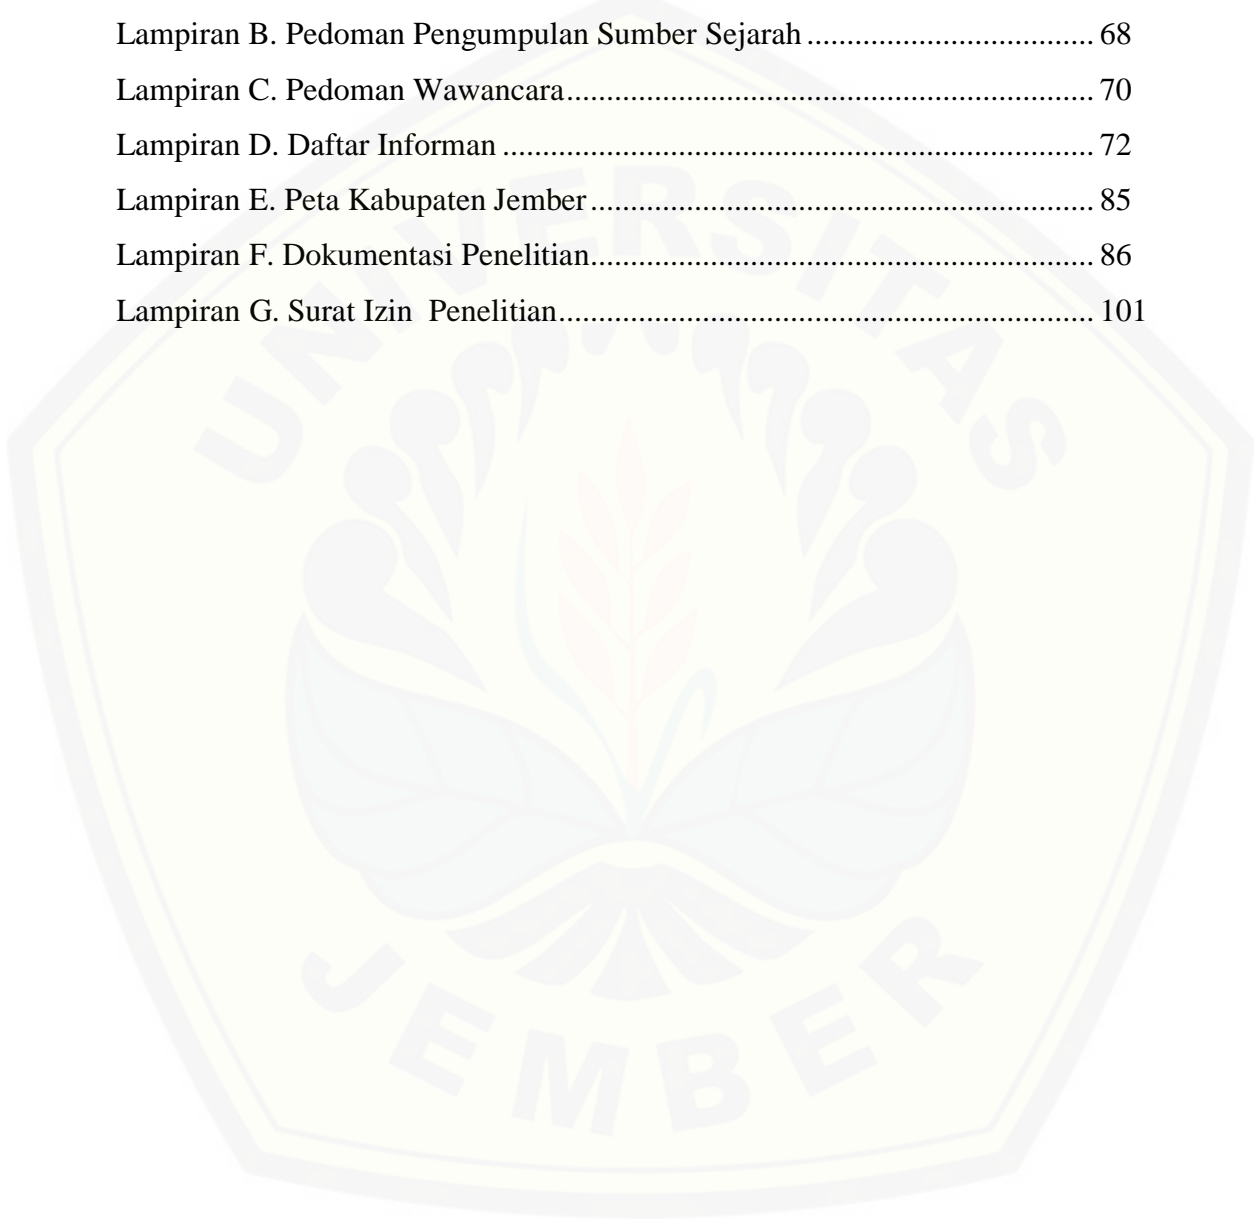 Lampiran B. Pedoman Pengumpulan Sumber Sejarah .................................... 68
Lampiran C. Pedoman Wawancara.................................................................. 70
Lampiran D. Daftar Informan .......................................................................... 72
Lampiran E. Peta Kabupaten Jember............................................................... 85
Lampiran F. Dokumentasi Penelitian............................................................... 86
Lampiran G. Surat Izin  Penelitian................................................................... 101
UNIVERSITAS
JEMBER